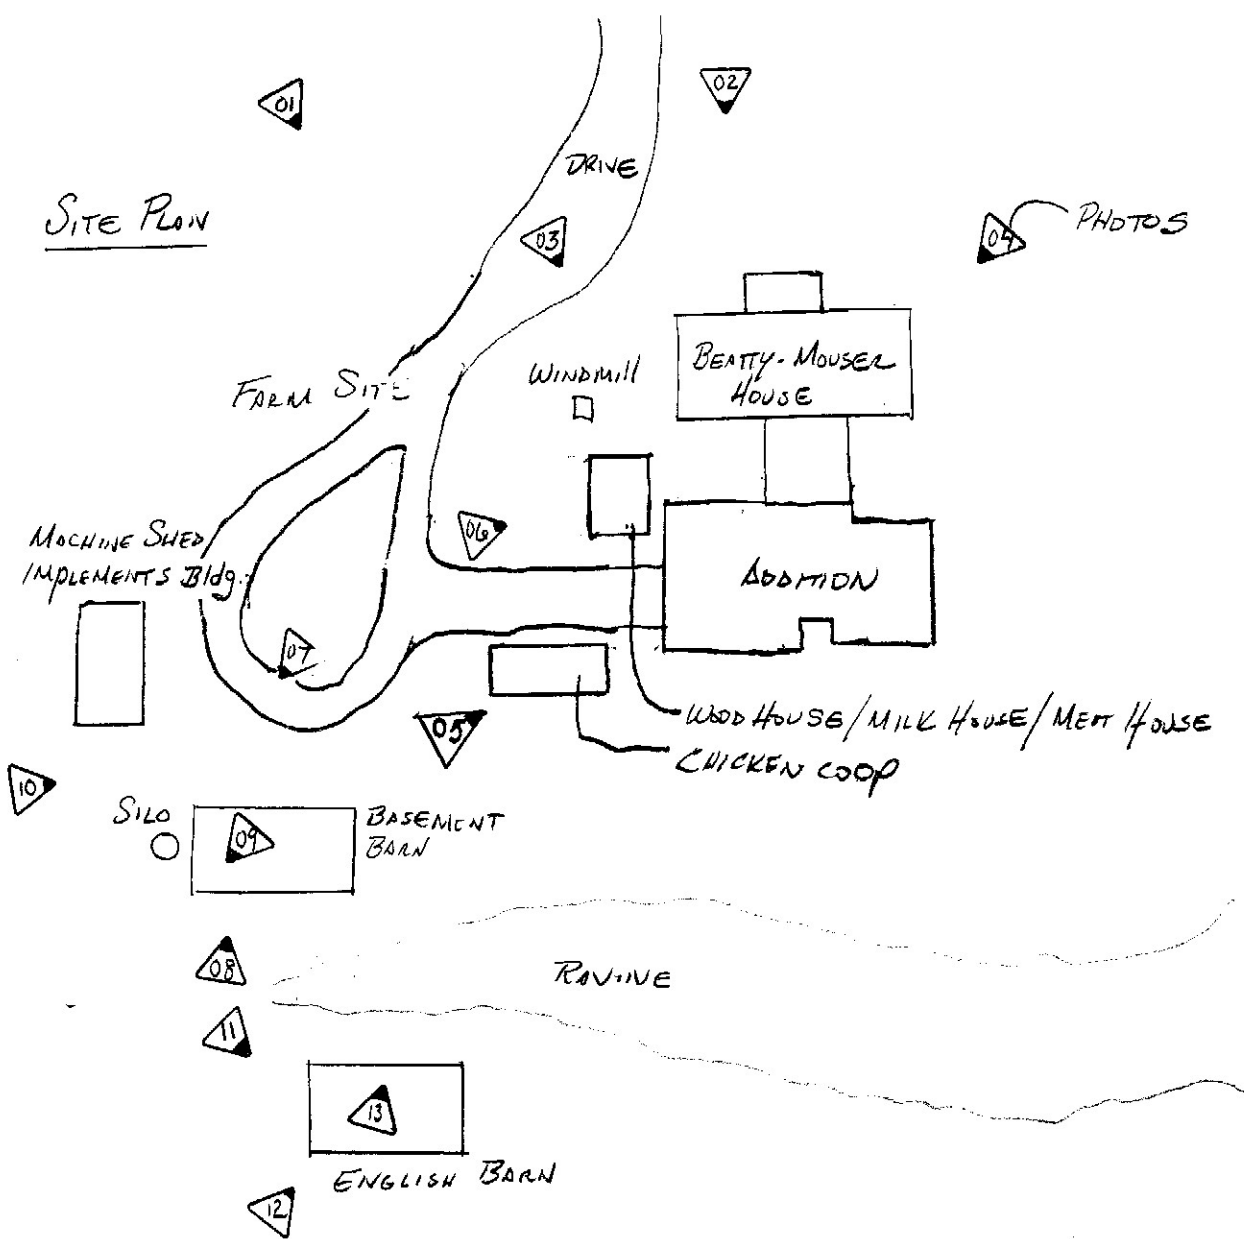 01
02
DRIVE
SITE PLAN
03
04
PHOTOS
BEATTY-MOUSER
HOUSE
WINDMILL
FARM SITE
MACHINE SHED
IMPLEMENTS Bldg.
06
ADDITION
07
05
WOOD HOUSE/MILK HOUSE/MEAT HOUSE
CHICKEN COOP
10
SILO
09
BASEMENT
BARN
08
RAVINE
11
13
ENGLISH BARN
12